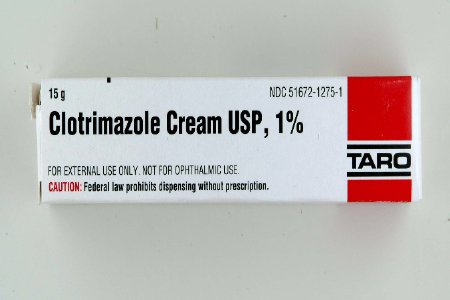 15 g
NDC 51672-1275-1
Clotrimazole Cream USP, 1%
TARO
FOR EXTERNAL USE ONLY. NOT FOR OPHTHALMIC USE.
CAUTION: Federal law prohibits dispensing without prescription.